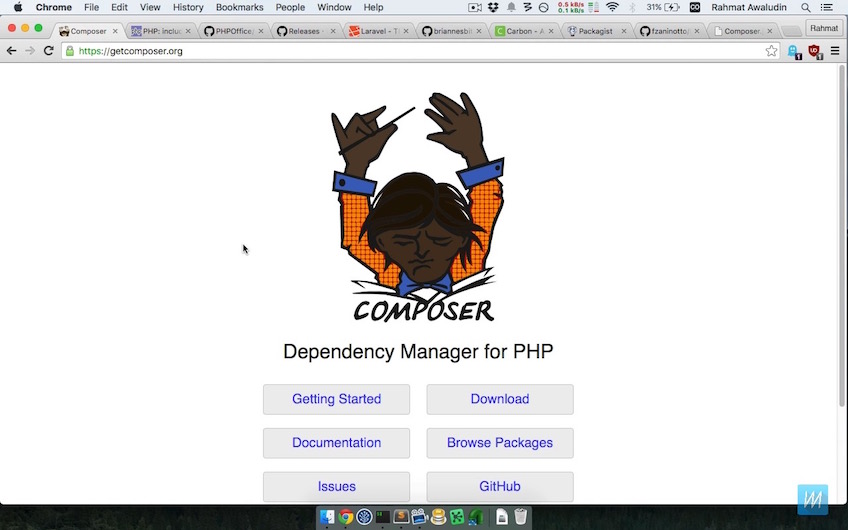 Chrome File Edit View History Bookmarks People Window Help 0.5 kB/s 0.1 kB/s 31% Rahmat Awaludin
Composer PHP: includ PHPOffice/ Releases · Laravel - T briannesbi Carbon - A Packagist fzaninotto/ Composer Rahmat
https://getcomposer.org
COMPOSER
Dependency Manager for PHP
Getting Started Download
Documentation Browse Packages
Issues GitHub